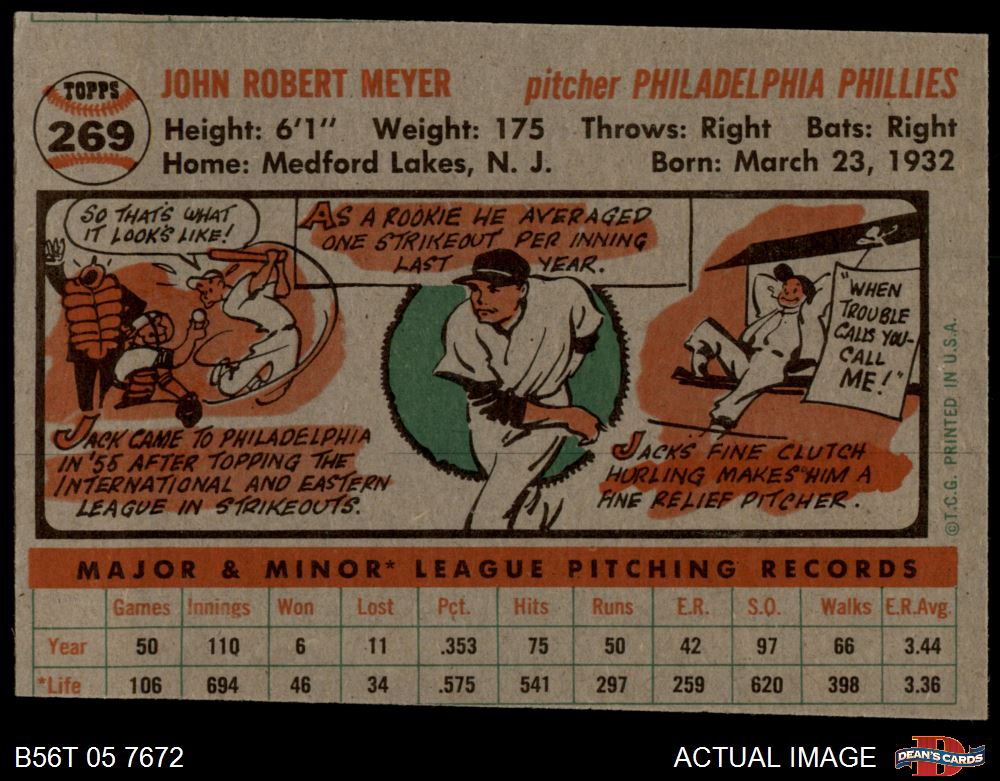 TOPPS
269
JOHN ROBERT MEYER pitcher PHILADELPHIA PHILLIES
Height: 6'1" Weight: 175 Throws: Right Bats: Right
Home: Medford Lakes, N. J. Born: March 23, 1932
SO THAT'S WHAT
IT LOOKS LIKE!
AS A ROOKIE HE AVERAGED
ONE STRIKEOUT PER INNING
LAST YEAR.
"WHEN
TROUBLE
CALLS YOU-
CALL
ME!"
JACK CAME TO PHILADELPHIA
IN '55 AFTER TOPPING THE
INTERNATIONAL AND EASTERN
LEAGUE IN STRIKEOUTS.
JACK'S FINE CLUTCH
HURLING MAKES HIM A
FINE RELIEF PITCHER.
©T.C.G. PRINTED IN U.S.A.
MAJOR & MINOR* LEAGUE PITCHING RECORDS
Games Innings Won Lost Pct. Hits Runs E.R. S.O. Walks E.R.Avg.
Year 50 110 6 11 .353 75 50 42 97 66 3.44
*Life 106 694 46 34 .575 541 297 259 620 398 3.36
B56T 05 7672
ACTUAL IMAGE
DEAN'S CARDS